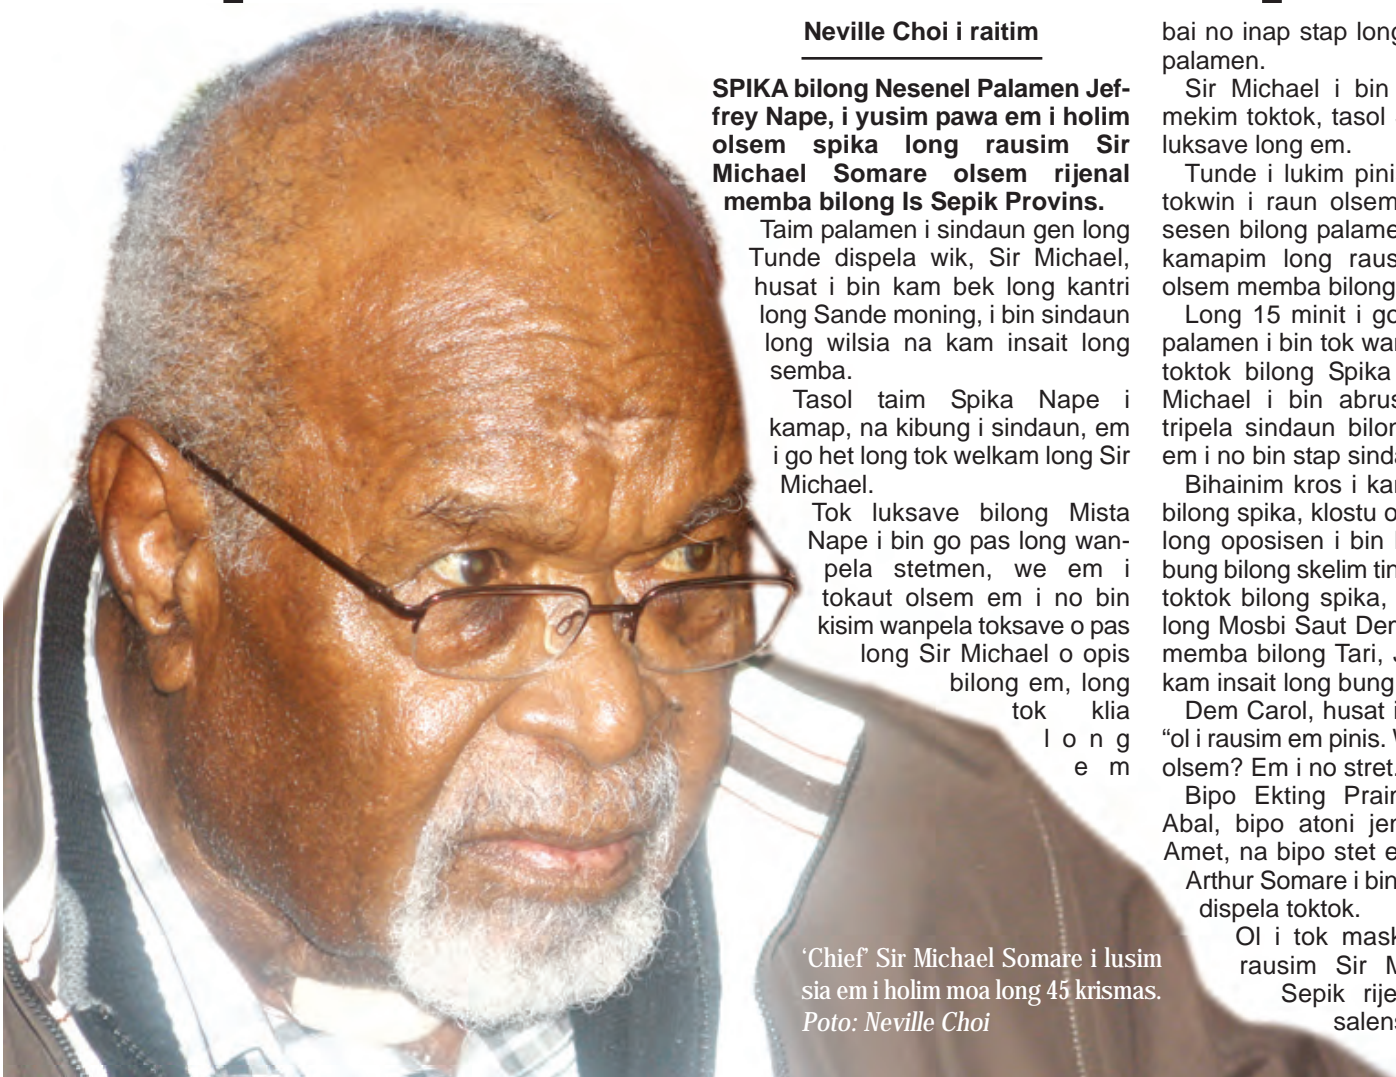 Neville Choi i raitim
SPIKA bilong Nesenel Palamen Jef-
frey Nape, i yusim pawa em i holim
olsem spika long rausim Sir
Michael Somare olsem rijenal
memba bilong Is Sepik Provins.
Taim palamen i sindaun gen long
Tunde dispela wik, Sir Michael,
husat i bin kam bek long kantri
long Sande moning, i bin sindaun
long wilsia na kam insait long
semba.
Tasol taim Spika Nape i
kamap, na kibung i sindaun, em
i go het long tok welkam long Sir
Michael.
Tok luksave bilong Mista
Nape i bin go pas long wan-
pela stetmen, we em i
tokaut olsem em i no bin
kisim wanpela toksave o pas
long Sir Michael o opis
bilong em, long
tok klia
long
em
bai no inap stap long
palamen.
Sir Michael i bin
mekim toktok, tasol
luksave long em.
Tunde i lukim pini
tokwin i raun olsem
sesen bilong palame
kamapim long raus
olsem memba bilong
Long 15 minit i go
palamen i bin tok wa
toktok bilong Spika
Michael i bin abrus
tripela sindaun bilon
em i no bin stap sinda
Bihainim kros i ka
bilong spika, klostu o
long oposisen i bin
bung bilong skelim tin
toktok bilong spika,
long Mosbi Saut Der
memba bilong Tari, J
kam insait long bung
Dem Carol, husat i
“ol i rausim em pinis. W
olsem? Em i no stret.
Bipo Ekting Prair
Abal, bipo atoni jer
Amet, na bipo stet e
Arthur Somare i bin
dispela toktok.
Ol i tok mask
rausim Sir M
Sepik rije
salens
‘Chief’ Sir Michael Somare i lusim
sia em i holim moa long 45 krismas.
Poto: Neville Choi